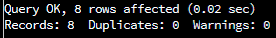 Query OK, 8 rows affected (0.02 sec)
Records: 8  Duplicates: 0  Warnings: 0